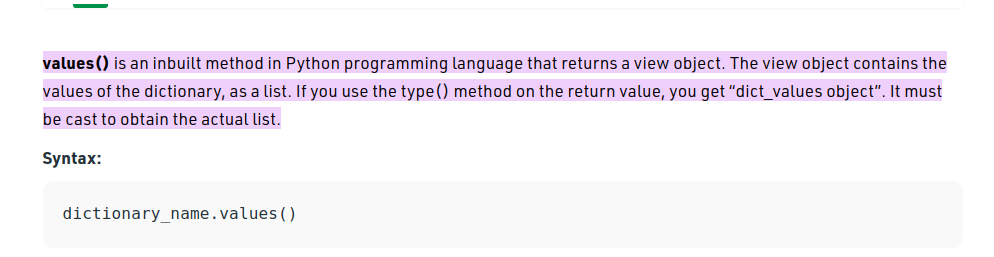 values() is an inbuilt method in Python programming language that returns a view object. The view object contains the
values of the dictionary, as a list. If you use the type() method on the return value, you get “dict_values object”. It must
be cast to obtain the actual list.
Syntax:
dictionary_name.values()